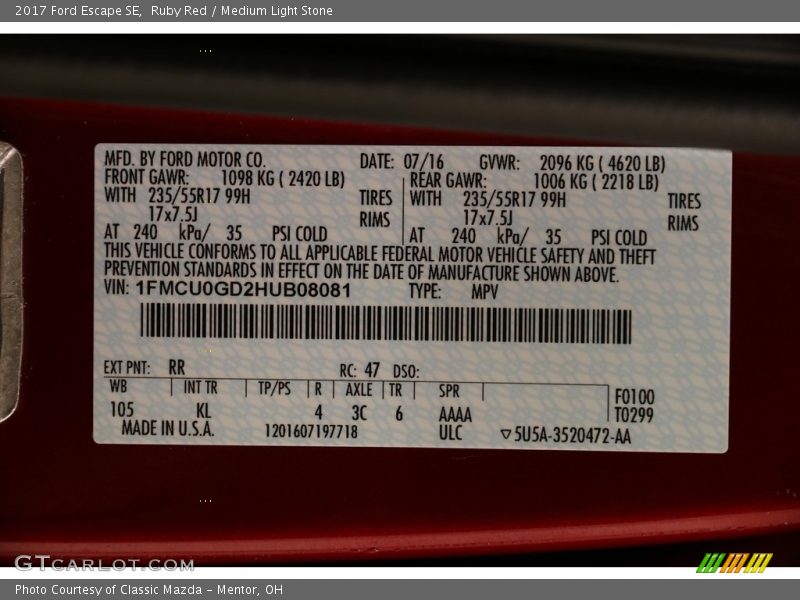 2017 Ford Escape SE, Ruby Red / Medium Light Stone
MFD. BY FORD MOTOR CO. DATE: 07/16 GVWR: 2096 KG ( 4620 LB)
FRONT GAWR: 1098 KG ( 2420 LB) REAR GAWR: 1006 KG ( 2218 LB)
WITH 235/55R17 99H TIRES WITH 235/55R17 99H TIRES
17x7.5J RIMS 17x7.5J RIMS
AT 240 kPa/ 35 PSI COLD AT 240 kPa/ 35 PSI COLD
THIS VEHICLE CONFORMS TO ALL APPLICABLE FEDERAL MOTOR VEHICLE SAFETY AND THEFT
PREVENTION STANDARDS IN EFFECT ON THE DATE OF MANUFACTURE SHOWN ABOVE.
VIN: 1FMCU0GD2HUB08081 TYPE: MPV
EXT PNT: RR RC: 47 DSO:
WB INT TR TP/PS R AXLE TR SPR F0100
105 KL 4 3C 6 AAAA T0299
MADE IN U.S.A. 1201607197718 ULC ▽5U5A-3520472-AA
GTCARLOT.COM
Photo Courtesy of Classic Mazda - Mentor, OH